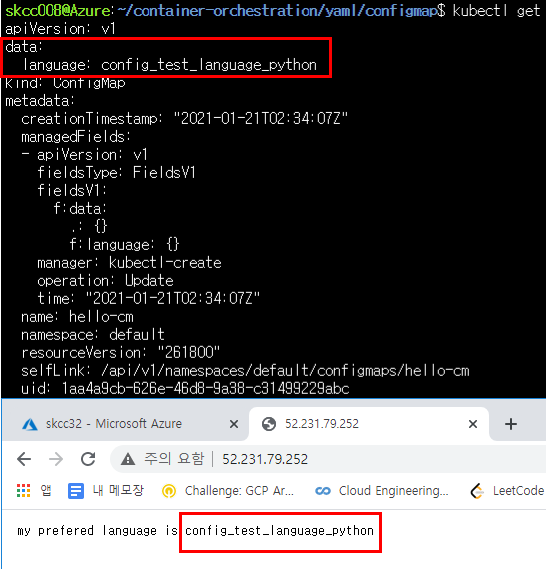 skcc008@Azure:~/container-orchestration/yaml/configmap$ kubectl get
apiVersion: v1
data:
  language: config_test_language_python
kind: ConfigMap
metadata:
  creationTimestamp: "2021-01-21T02:34:07Z"
  managedFields:
  - apiVersion: v1
    fieldsType: FieldsV1
    fieldsV1:
      f:data:
        .: {}
        f:language: {}
    manager: kubectl-create
    operation: Update
    time: "2021-01-21T02:34:07Z"
  name: hello-cm
  namespace: default
  resourceVersion: "261800"
  selfLink: /api/v1/namespaces/default/configmaps/hello-cm
  uid: 1aa4a9cb-626e-46d8-9a38-c31499229abc
skcc32 - Microsoft Azure 52.231.79.252
주의 요함 | 52.231.79.252
앱 내 메모장 Challenge: GCP Ar... Cloud Engineering... LeetCode
my prefered language is config_test_language_python